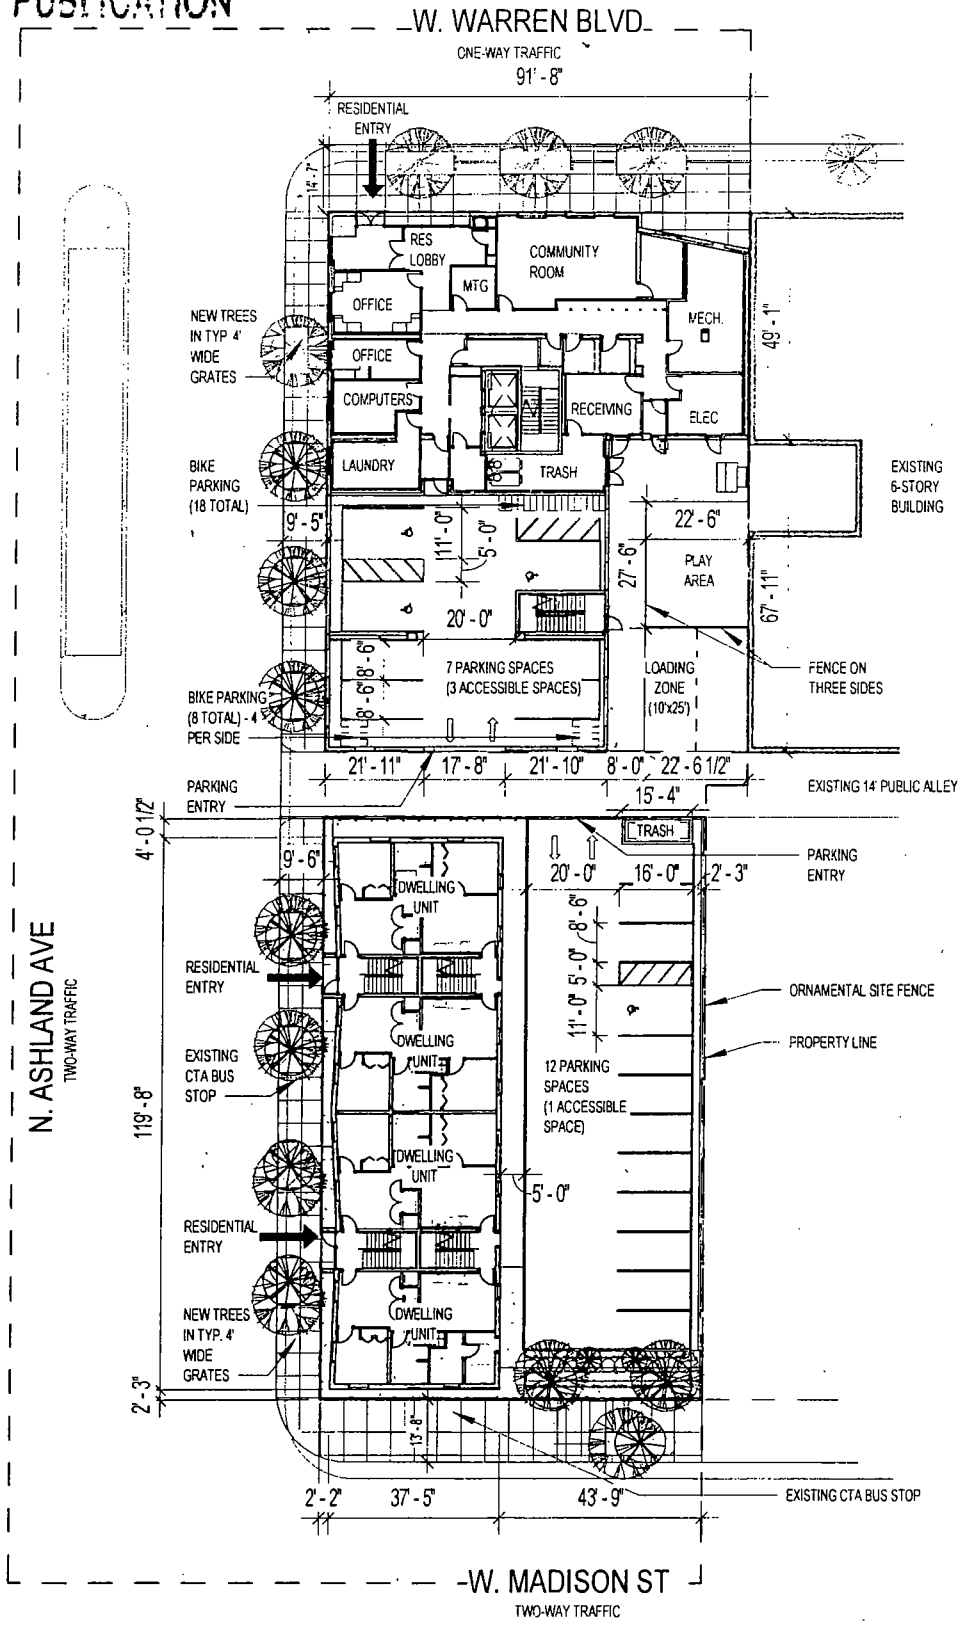 PUBLICATION
W. WARREN BLVD
ONE-WAY TRAFFIC
91' - 8"
RESIDENTIAL
ENTRY
14' - 7"
RES
LOBBY
COMMUNITY
ROOM
MTG
OFFICE
MECH.
49' - 1"
NEW TREES
IN TYP 4'
WIDE
GRATES
OFFICE
COMPUTERS
RECEIVING
ELEC
BIKE
PARKING
(18 TOTAL)
LAUNDRY
TRASH
EXISTING
6-STORY
BUILDING
9' - 5"
11' - 0"
5' - 0"
22' - 6"
27' - 6"
PLAY
AREA
67' - 11"
20' - 0"
8' - 6"
8' - 6"
7 PARKING SPACES
(3 ACCESSIBLE SPACES)
LOADING
ZONE
(10'x25')
FENCE ON
THREE SIDES
BIKE PARKING
(8 TOTAL) - 4
PER SIDE
21' - 11"
17' - 8"
21' - 10"
8' - 0"
22' - 6 1/2"
PARKING
ENTRY
EXISTING 14' PUBLIC ALLEY
15' - 4"
4' - 0 1/2"
TRASH
9' - 6"
20' - 0"
16' - 0"
2' - 3"
PARKING
ENTRY
DWELLING
UNIT
8' - 6"
N. ASHLAND AVE
TWO-WAY TRAFFIC
RESIDENTIAL
ENTRY
5' - 0"
11' - 0"
ORNAMENTAL SITE FENCE
PROPERTY LINE
EXISTING
CTA BUS
STOP
DWELLING
UNIT
12 PARKING
SPACES
(1 ACCESSIBLE
SPACE)
119' - 8"
DWELLING
UNIT
5' - 0"
RESIDENTIAL
ENTRY
NEW TREES
IN TYP. 4'
WIDE
GRATES
DWELLING
UNIT
2' - 3"
13' - 8"
2' - 2"
37' - 5"
43' - 9"
EXISTING CTA BUS STOP
W. MADISON ST
TWO-WAY TRAFFIC